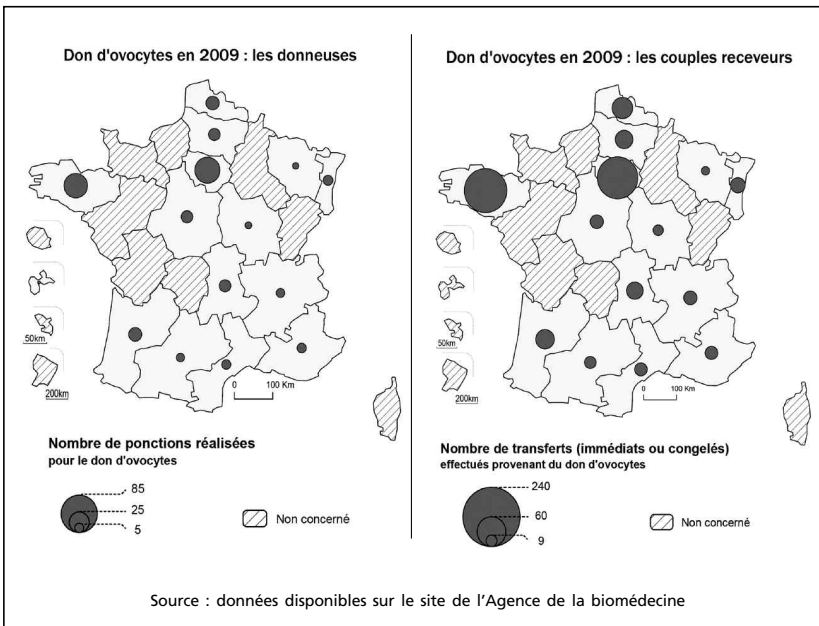 Don d'ovocytes en 2009 : les donneuses
50km
200km
0 100 Km
Nombre de ponctions réalisées
pour le don d'ovocytes
85
25
5
Non concerné
Don d'ovocytes en 2009 : les couples receveurs
50km
200km
0 100 Km
Nombre de transferts (immédiats ou congelés)
effectués provenant du don d'ovocytes
240
60
9
Non concerné
Source : données disponibles sur le site de l'Agence de la biomédecine